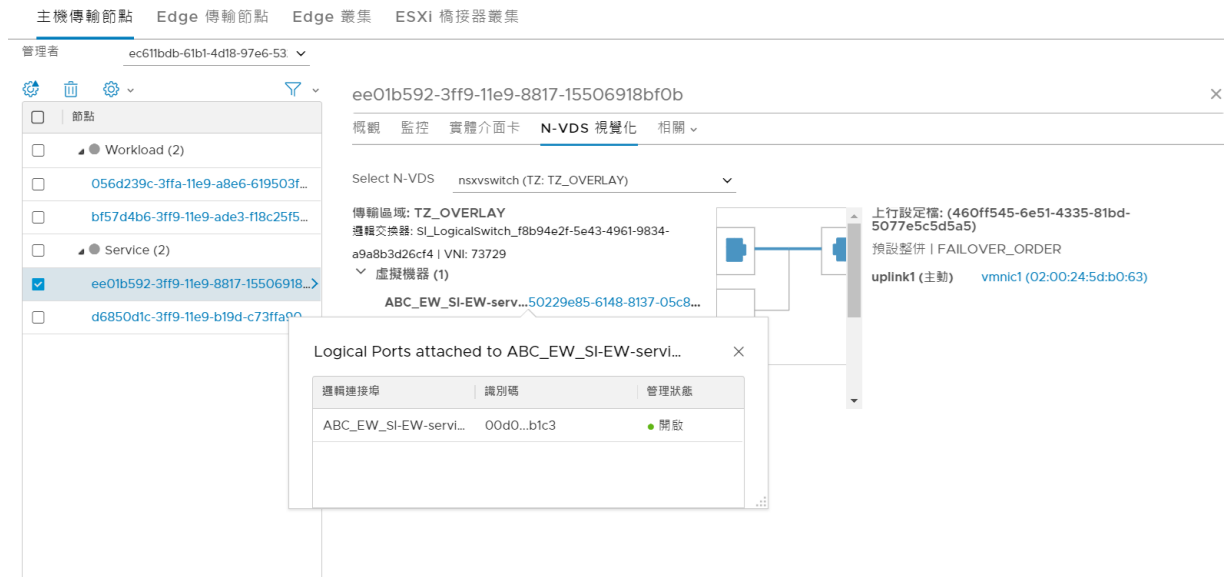 主機傳輸節點 Edge 傳輸節點 Edge 叢集 ESXi 橋接器叢集
管理者 ec611bdb-61b1-4d18-97e6-53.
節點
Workload (2)
056d239c-3ffa-11e9-a8e6-619503f...
bf57d4b6-3ff9-11e9-ade3-f18c25f5...
Service (2)
ee01b592-3ff9-11e9-8817-15506918...
d6850d1c-3ff9-11e9-b19d-c73ffa90
ee01b592-3ff9-11e9-8817-15506918bf0b
概觀 監控 實體介面卡 N-VDS 視覺化 相關
Select N-VDS nsxvswitch (TZ: TZ_OVERLAY)
傳輸區域: TZ_OVERLAY
邏輯交換器: SI_LogicalSwitch_f8b94e2f-5e43-4961-9834-
a9a8b3d26cf4 | VNI: 73729
虛擬機器 (1)
ABC_EW_SI-EW-serv...50229e85-6148-8137-05c8...
上行設定檔: (460ff545-6e51-4335-81bd-
5077e5c5d5a5)
預設整併 | FAILOVER_ORDER
uplink1 (主動) vmnic1 (02:00:24:5d:b0:63)
Logical Ports attached to ABC_EW_SI-EW-servi...
邏輯連接埠 識別碼 管理狀態
ABC_EW_SI-EW-servi... 00d0...b1c3 開啟